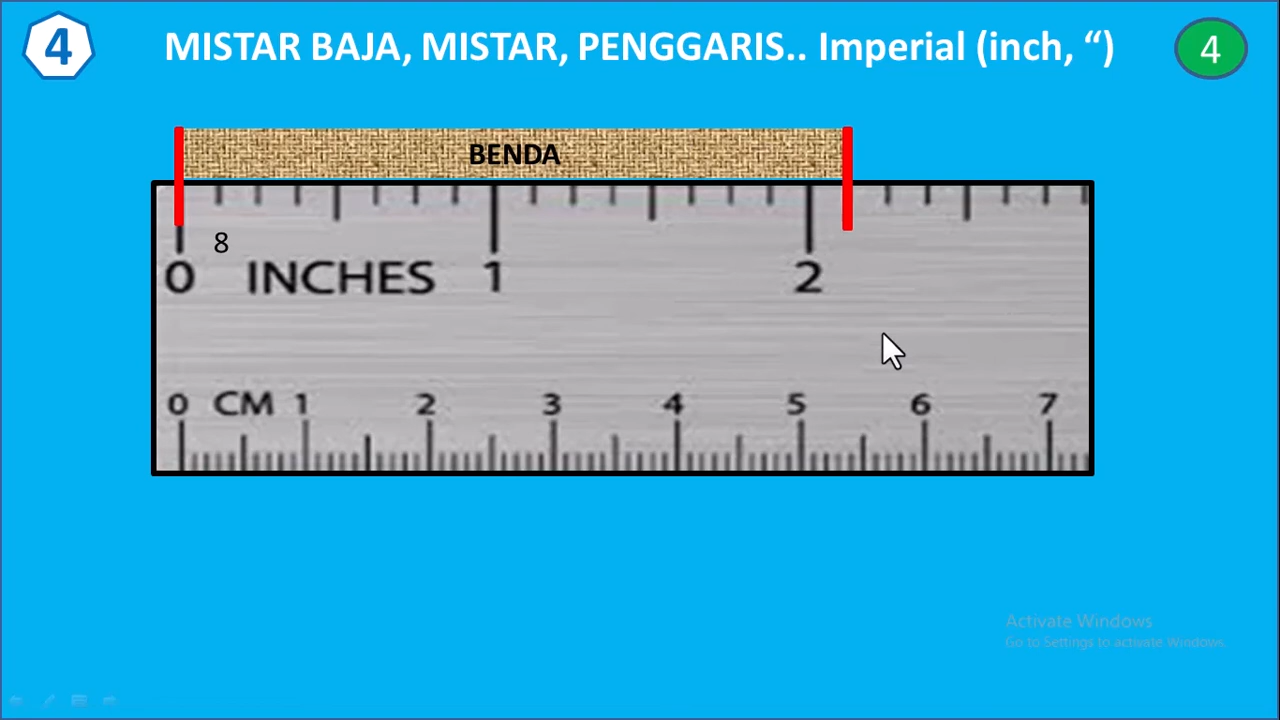 4
MISTAR BAJA, MISTAR, PENGGARIS.. Imperial (inch, “)
4
BENDA
8
0 INCHES 1 2
0 CM 1 2 3 4 5 6 7
Activate Windows
Go to Settings to activate Windows.